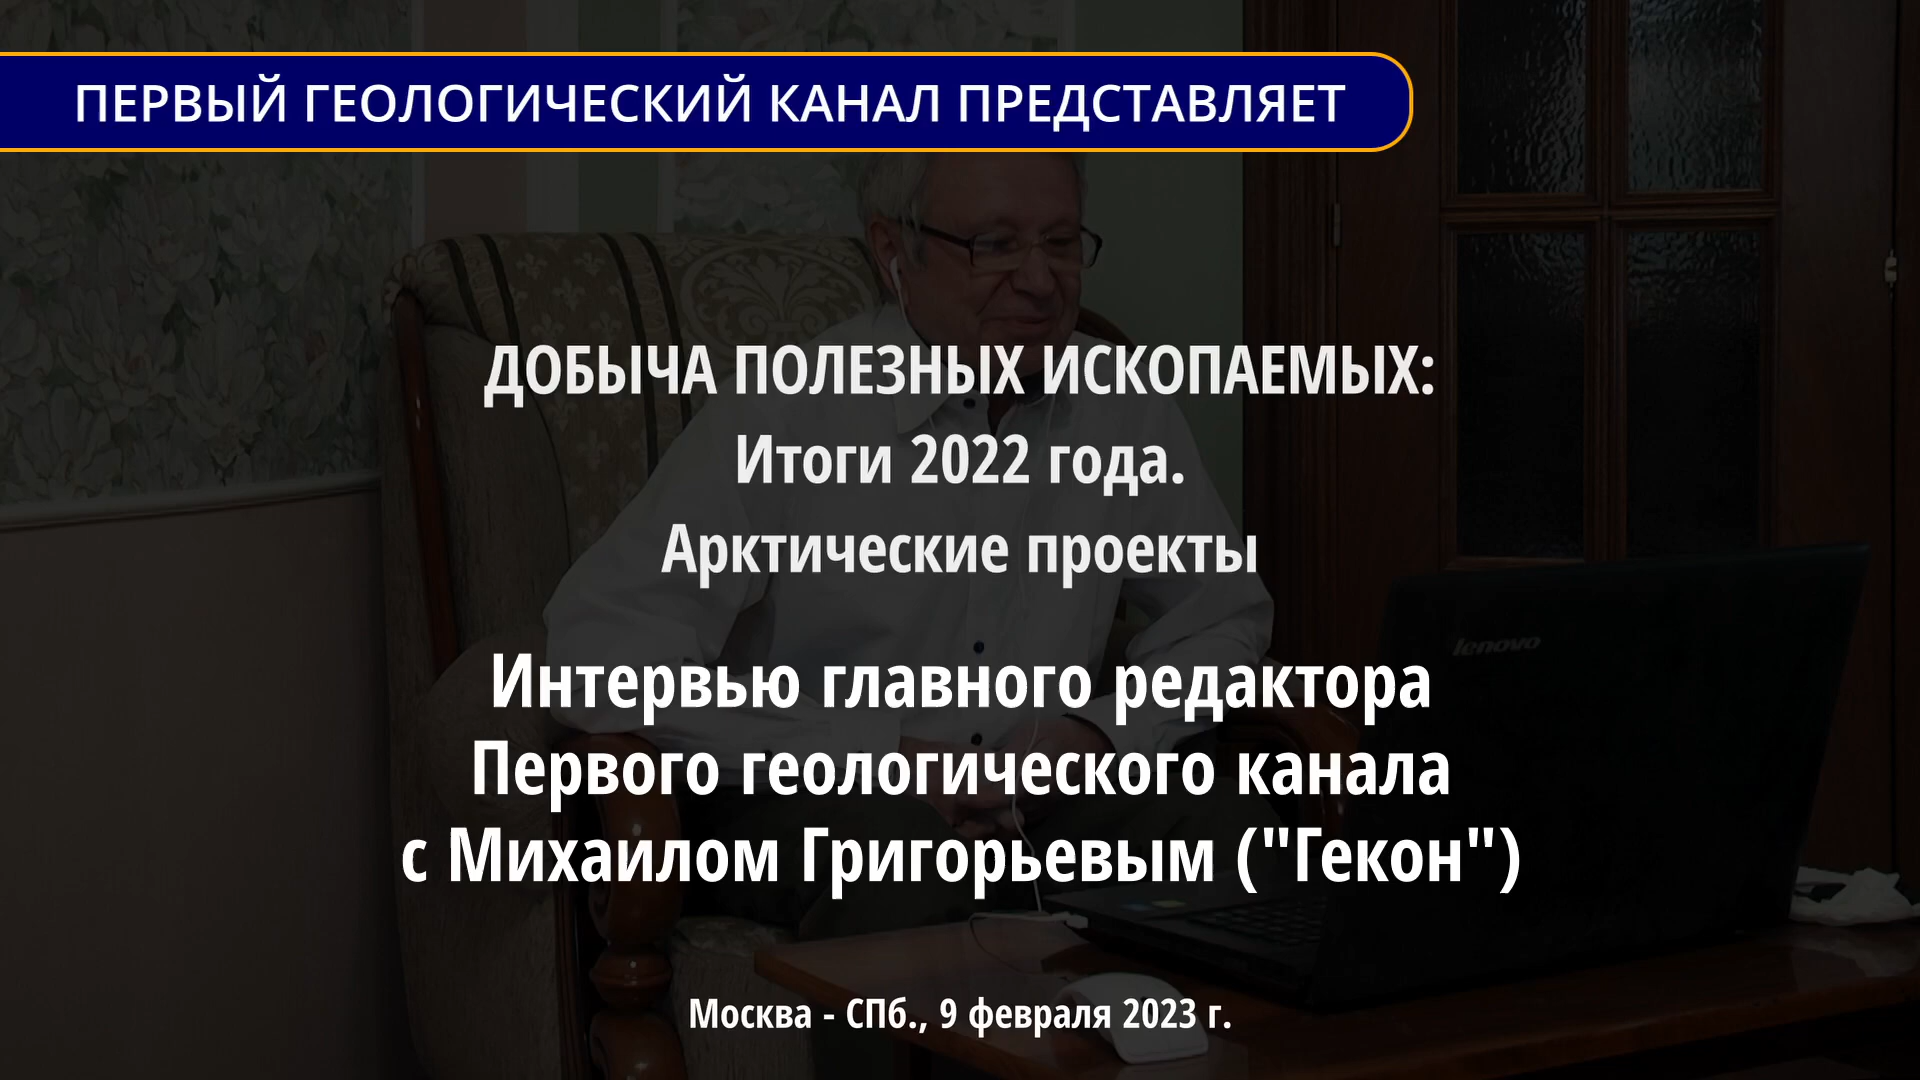 ПЕРВЫЙ ГЕОЛОГИЧЕСКИЙ КАНАЛ ПРЕДСТАВЛЯЕТ
ДОБЫЧА ПОЛЕЗНЫХ ИСКОПАЕМЫХ:
Итоги 2022 года.
Арктические проекты
lenovo
Интервью главного редактора
Первого геологического канала
с Михаилом Григорьевым ("Гекон")
Москва - СПб., 9 февраля 2023 г.